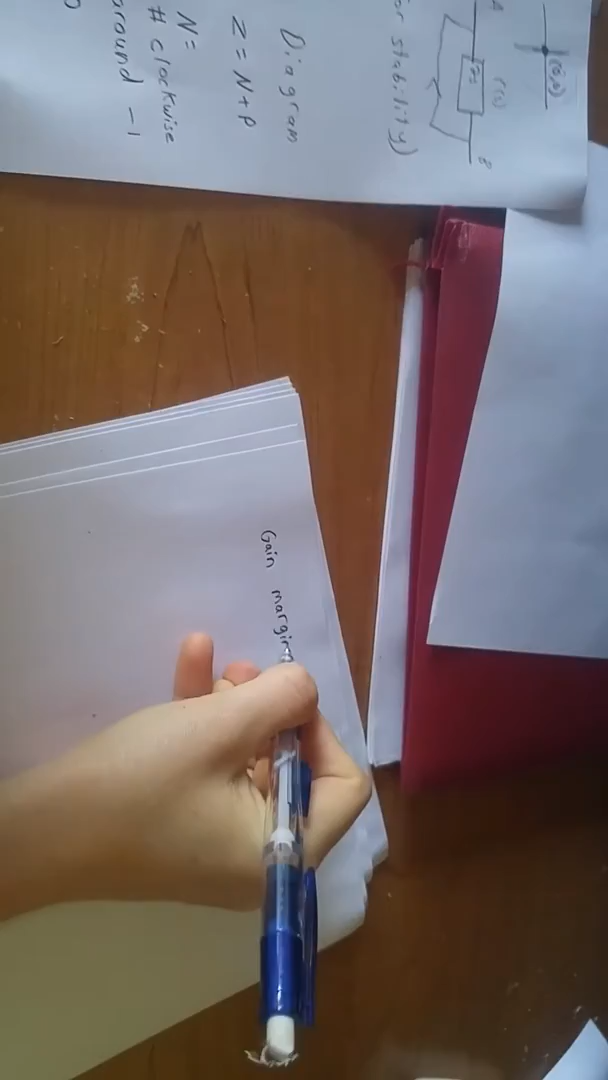 for stability)
Diagram
Z = N+P
N =
# clockwise
around -1
Gain margin